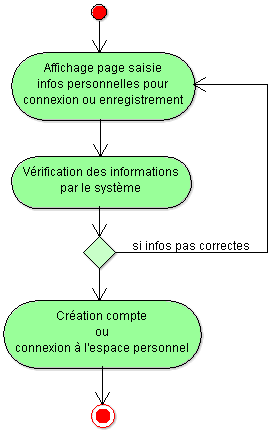 Affichage page saisie
infos personnelles pour
connexion ou enregistrement
Vérification des informations
par le système
si infos pas correctes
Création compte
ou
connexion à l'espace personnel